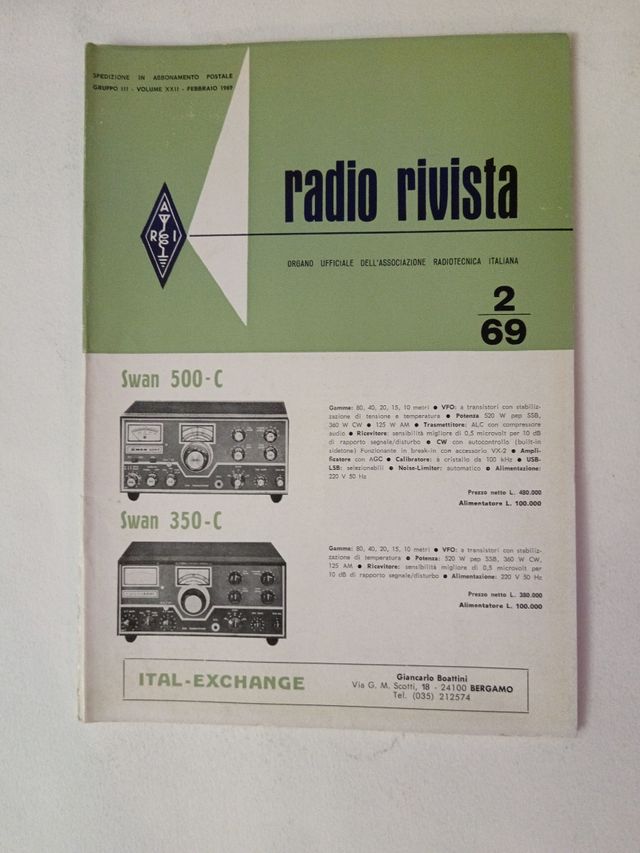 SPEDIZIONE IN ABBONAMENTO POSTALE
GRUPPO III - VOLUME XXII - FEBBRAIO 1969
A
R I
radio rivista
ORGANO UFFICIALE DELL'ASSOCIAZIONE RADIOTECNICA ITALIANA
2
69
Swan 500-C
Gamme: 80, 40, 20, 15, 10 metri ● VFO: a transistori con stabiliz-
zazione di tensione e temperatura ● Potenza 520 W pep SSB,
360 W CW ● 125 W AM ● Trasmettitore: ALC con compressore
audio ● Ricevitore: sensibilità migliore di 0,5 microvolt per 10 dB
di rapporto segnale/disturbo ● CW con autocontrollo (built-in
sidetone) Funzionante in break-in con accessorio VX-2 ● Ampli-
ficatore con AGC ● Calibratore: a cristallo da 100 kHz ● USB-
LSB: selezionabili ● Noise-Limiter: automatico ● Alimentazione:
220 V 50 Hz
Prezzo netto L. 480.000
Alimentatore L. 100.000
Swan 350-C
Gamme: 80, 40, 20, 15, 10 metri ● VFO: a transistori con stabiliz-
zazione di temperatura ● Potenza: 520 W pep SSB, 360 W CW,
125 AM ● Ricevitore: sensibilità migliore di 0,5 microvolt per
10 dB di rapporto segnale/disturbo ● Alimentazione: 220 V 50 Hz
Prezzo netto L. 380.000
Alimentatore L. 100.000
ITAL-EXCHANGE
Giancarlo Boattini
Via G. M. Scotti, 18 - 24100 BERGAMO
Tel. (035) 212574